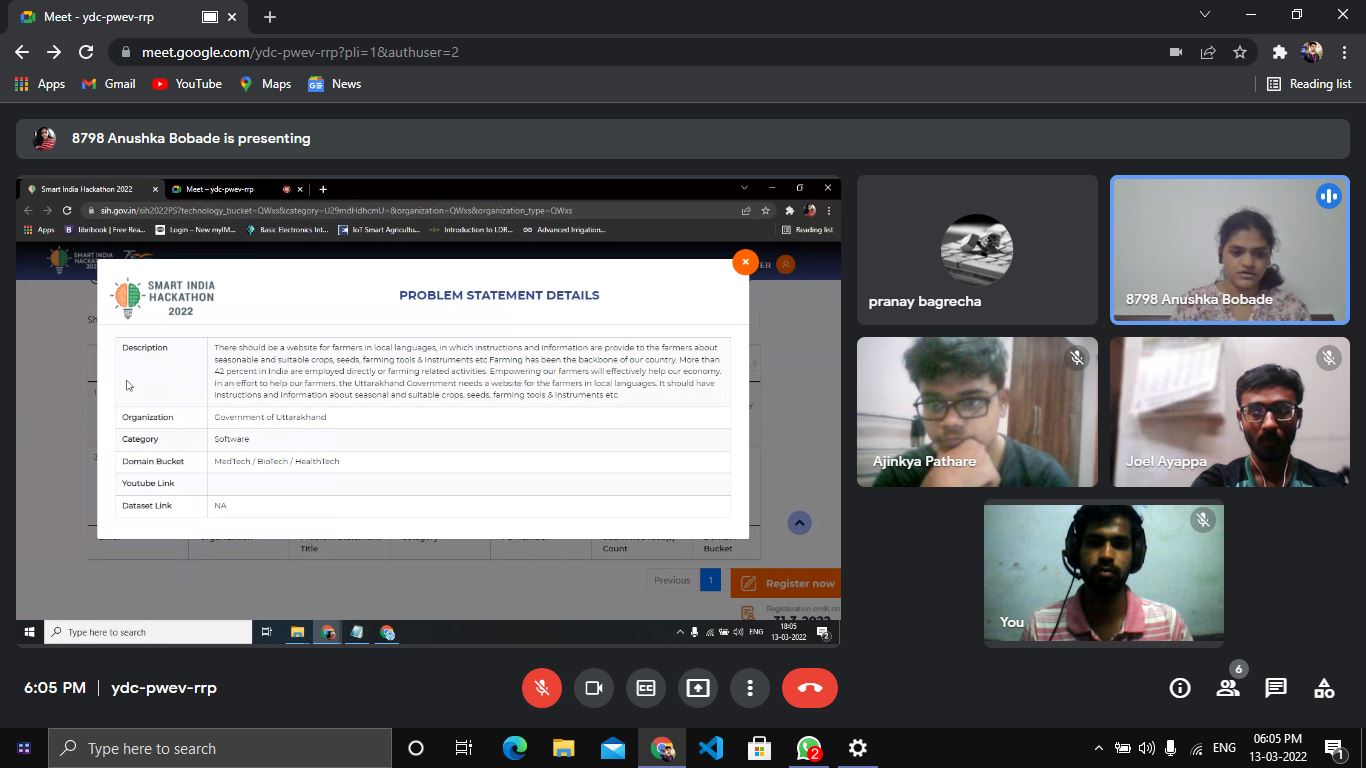 Meet - ydc-pwev-rrp
meet.google.com/ydc-pwev-rrp?pli=1&authuser=2
Apps Gmail YouTube Maps News Reading list
8798 Anushka Bobade is presenting
Smart India Hackathon 2022 Meet – ydc-pwev-rrp
sih.gov.in/sih2022PS?technology_bucket=QWxs&category=U29mdHdhcmU=&organization=QWxs&organization_type=QWxs
Apps libribook | Free Rea... Login – New myIM... Basic Electronics Int... IoT Smart Agricultu... Introduction to LDR... Advanced Irrigation... Reading list
SMART INDIA
HACKATHON
2022
PROBLEM STATEMENT DETAILS
Description
There should be a website for farmers in local languages, in which instructions and information are provide to the farmers about
seasonable and suitable crops, seeds, farming tools & instruments etc.Farming has been the backbone of our country. More than
42 percent in India are employed directly or farming related activities. Empowering our farmers will effectively help our economy.
In an effort to help our farmers, the Uttarakhand Government needs a website for the farmers in local languages. It should have
instructions and information about seasonal and suitable crops, seeds, farming tools & instruments etc.
Organization Government of Uttarakhand
Category Software
Domain Bucket MedTech / BioTech / HealthTech
Youtube Link
Dataset Link NA
Title Count Bucket
Previous 1 Register now
Registeration ends on
Type here to search ENG 18:05
13-03-2022
2
pranay bagrecha
8798 Anushka Bobade
Ajinkya Pathare
Joel Ayappa
You
6:05 PM | ydc-pwev-rrp
CC
6
Type here to search
2
ENG
06:05 PM
13-03-2022
1